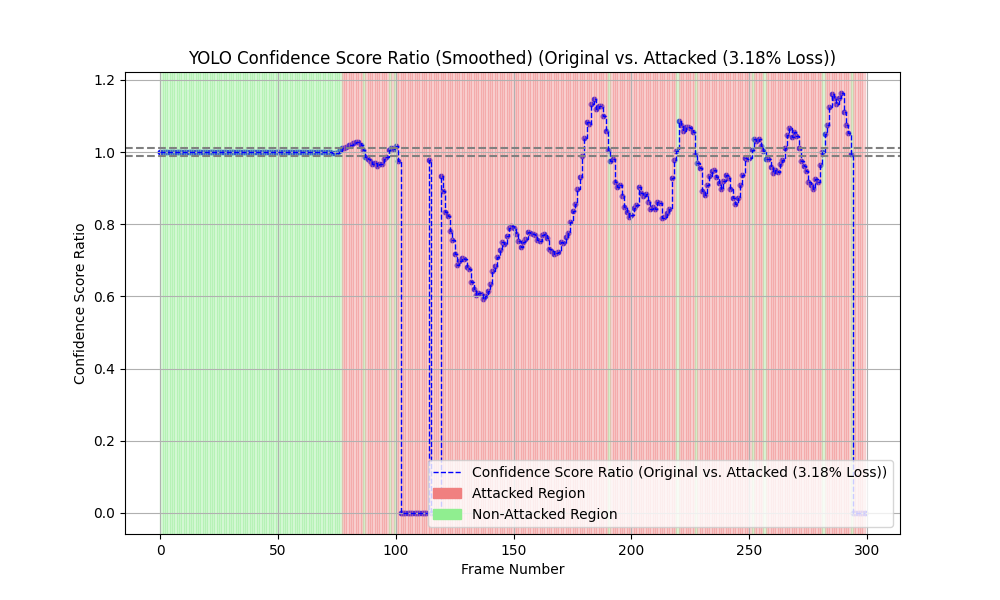 YOLO Confidence Score Ratio (Smoothed) (Original vs. Attacked (3.18% Loss))
Confidence Score Ratio
1.2
1.0
0.8
0.6
0.4
0.2
0.0
Confidence Score Ratio (Original vs. Attacked (3.18% Loss))
Attacked Region
Non-Attacked Region
0 50 100 150 200 250 300
Frame Number